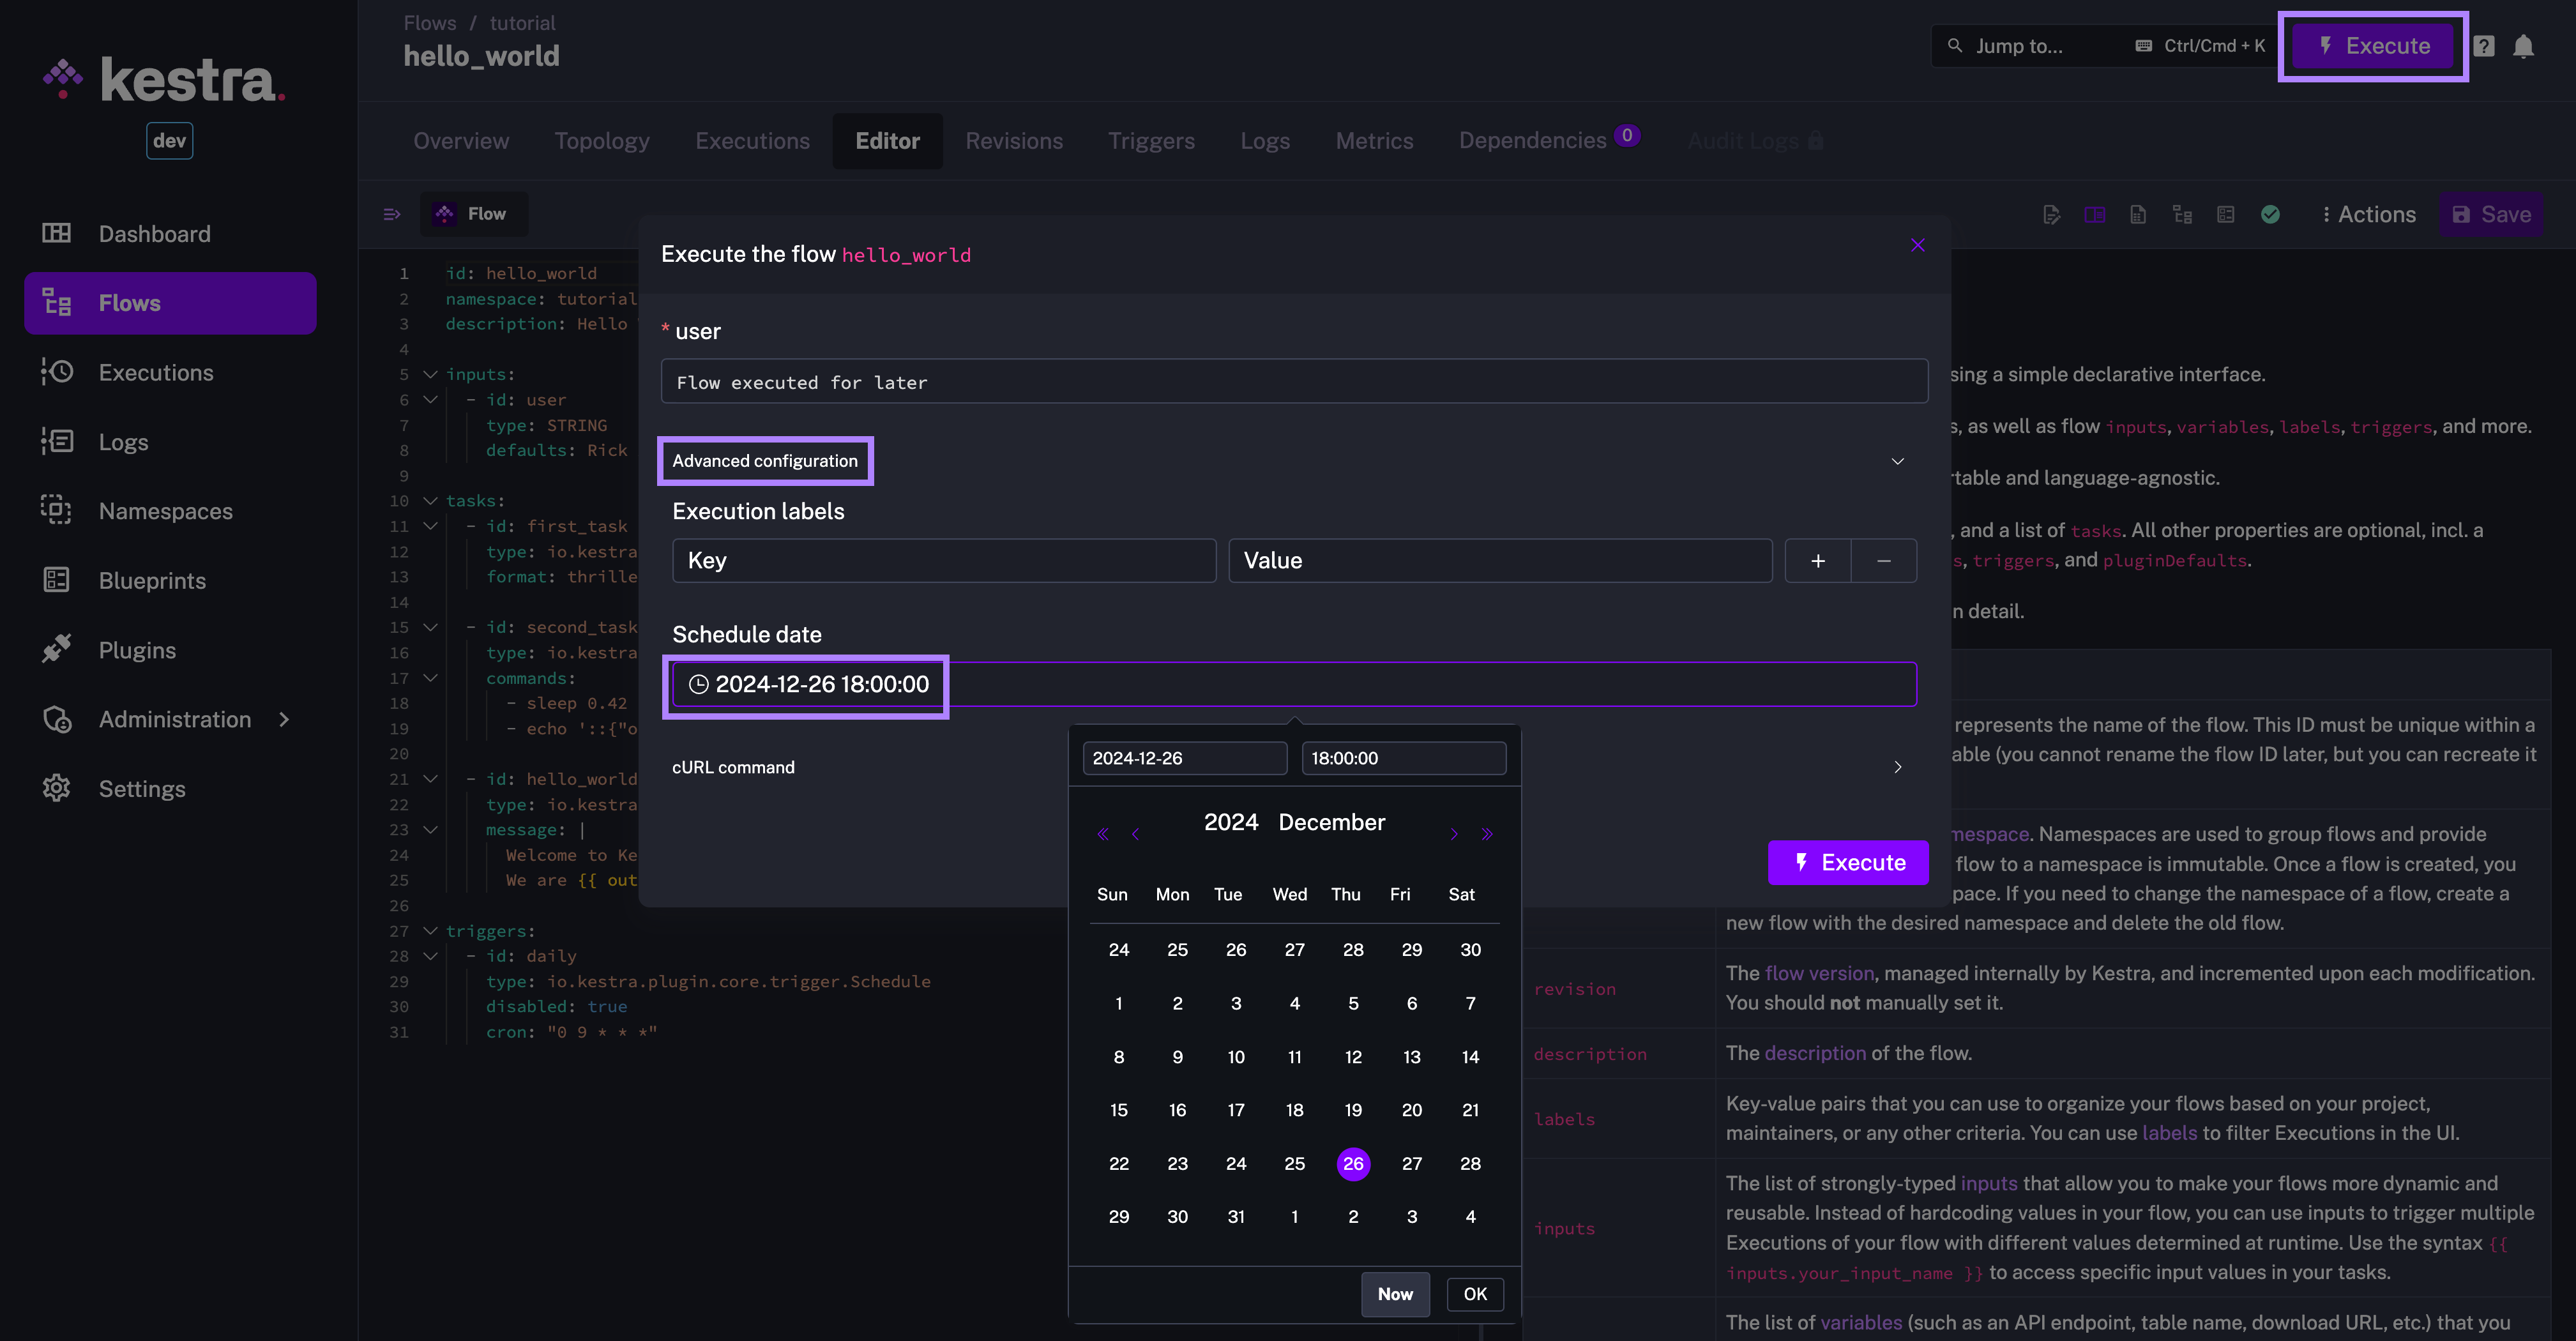 kestra.
dev
Dashboard
Flows
Executions
Logs
Namespaces
Blueprints
Plugins
Administration
Settings
Flows / tutorial
hello_world
Jump to... Ctrl/Cmd + K
Execute
?
Overview Topology Executions Editor Revisions Triggers Logs Metrics Dependencies 0 Audit Logs
Flow
Actions
Save
1 id: hello_world
2 namespace: tutorial
3 description: Hello
4
5 inputs:
6 - id: user
7 type: STRING
8 defaults: Rick
9
10 tasks:
11 - id: first_task
12 type: io.kestra
13 format: thrille
14
15 - id: second_task
16 type: io.kestra
17 commands:
18 - sleep 0.42
19 - echo '::{"o
20
21 - id: hello_world
22 type: io.kestra
23 message: |
24 Welcome to Ke
25 We are {{ out
26
27 triggers:
28 - id: daily
29 type: io.kestra.plugin.core.trigger.Schedule
30 disabled: true
31 cron: "0 9 * * *"
Execute the flow hello_world
* user
Flow executed for later
Advanced configuration
Execution labels
Key Value + −
Schedule date
2024-12-26 18:00:00
cURL command
Execute
2024-12-26 18:00:00
2024 December
Sun Mon Tue Wed Thu Fri Sat
24 25 26 27 28 29 30
1 2 3 4 5 6 7
8 9 10 11 12 13 14
15 16 17 18 19 20 21
22 23 24 25 26 27 28
29 30 31 1 2 3 4
Now OK
sing a simple declarative interface.
s, as well as flow inputs, variables, labels, triggers, and more.
table and language-agnostic.
, and a list of tasks. All other properties are optional, incl. a
s, triggers, and pluginDefaults.
n detail.
represents the name of the flow. This ID must be unique within a
able (you cannot rename the flow ID later, but you can recreate it
mespace. Namespaces are used to group flows and provide
flow to a namespace is immutable. Once a flow is created, you
pace. If you need to change the namespace of a flow, create a
new flow with the desired namespace and delete the old flow.
revision
The flow version, managed internally by Kestra, and incremented upon each modification.
You should not manually set it.
description
The description of the flow.
labels
Key-value pairs that you can use to organize your flows based on your project,
maintainers, or any other criteria. You can use labels to filter Executions in the UI.
inputs
The list of strongly-typed inputs that allow you to make your flows more dynamic and
reusable. Instead of hardcoding values in your flow, you can use inputs to trigger multiple
Executions of your flow with different values determined at runtime. Use the syntax {{
inputs.your_input_name }} to access specific input values in your tasks.
The list of variables (such as an API endpoint, table name, download URL, etc.) that you